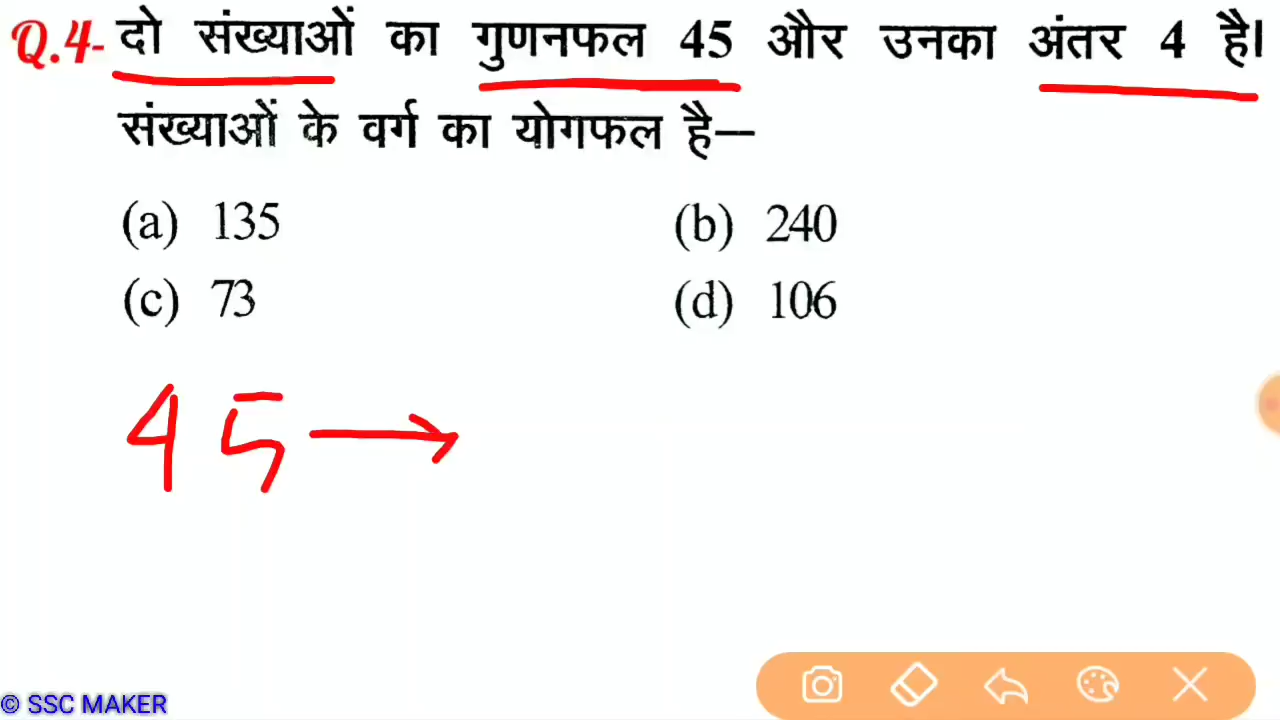 Q.4- दो संख्याओं का गुणनफल 45 और उनका अंतर 4 है।
संख्याओं के वर्ग का योगफल है—
(a) 135 (b) 240
(c) 73 (d) 106
45 →
© SSC MAKER